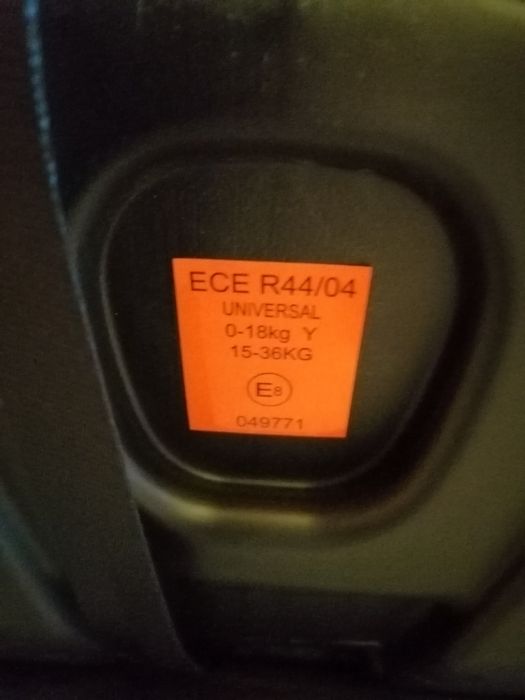 ECE R44/04
UNIVERSAL
0-18kg Y
15-36KG
E8
049771